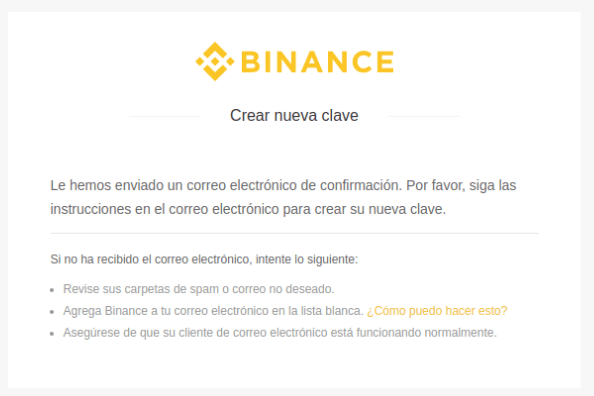 BINANCE
Crear nueva clave
Le hemos enviado un correo electrónico de confirmación. Por favor, siga las
instrucciones en el correo electrónico para crear su nueva clave.
Si no ha recibido el correo electrónico, intente lo siguiente:
Revise sus carpetas de spam o correo no deseado.
Agrega Binance a tu correo electrónico en la lista blanca. ¿Cómo puedo hacer esto?
Asegúrese de que su cliente de correo electrónico está funcionando normalmente.